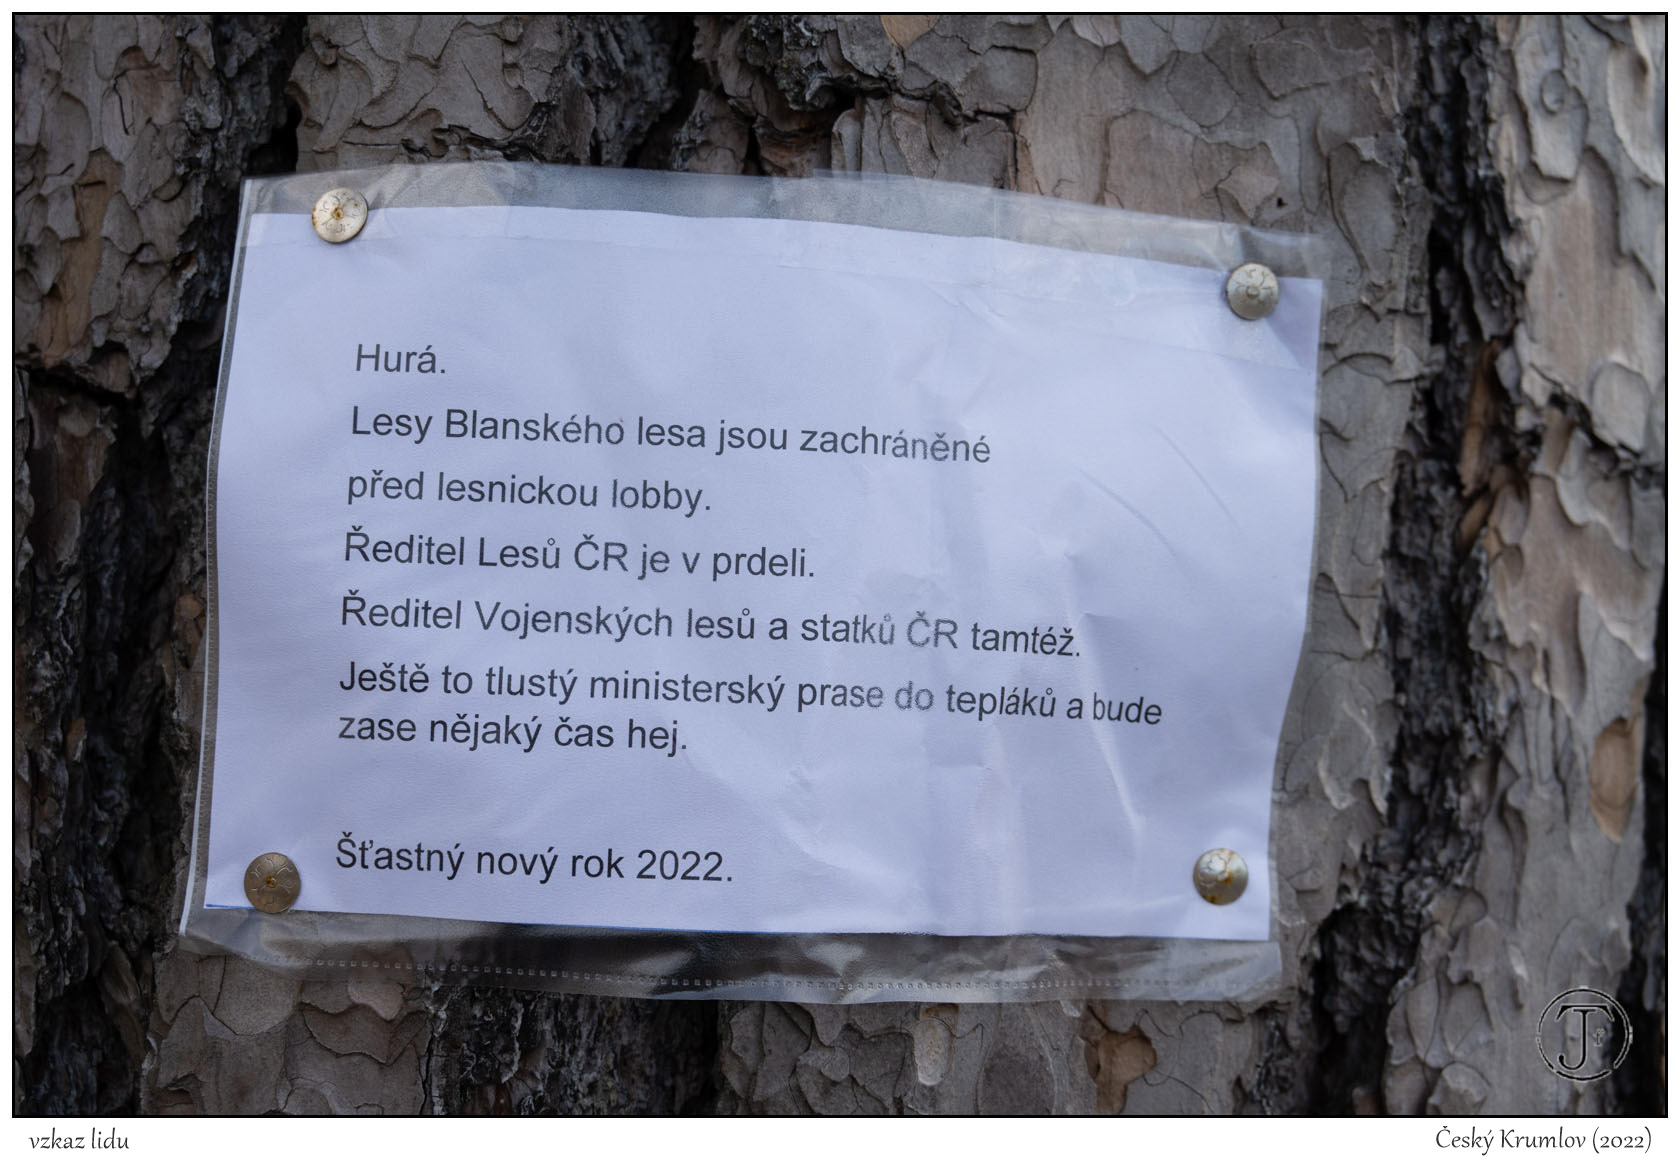 Hurá.
Lesy Blanského lesa jsou zachráněné
před lesnickou lobby.
Ředitel Lesů ČR je v prdeli.
Ředitel Vojenských lesů a statků ČR tamtéž.
Ještě to tlustý ministerský prase do tepláků a bude
zase nějaký čas hej.
Šťastný nový rok 2022.
vzkaz lidu
Český Krumlov (2022)